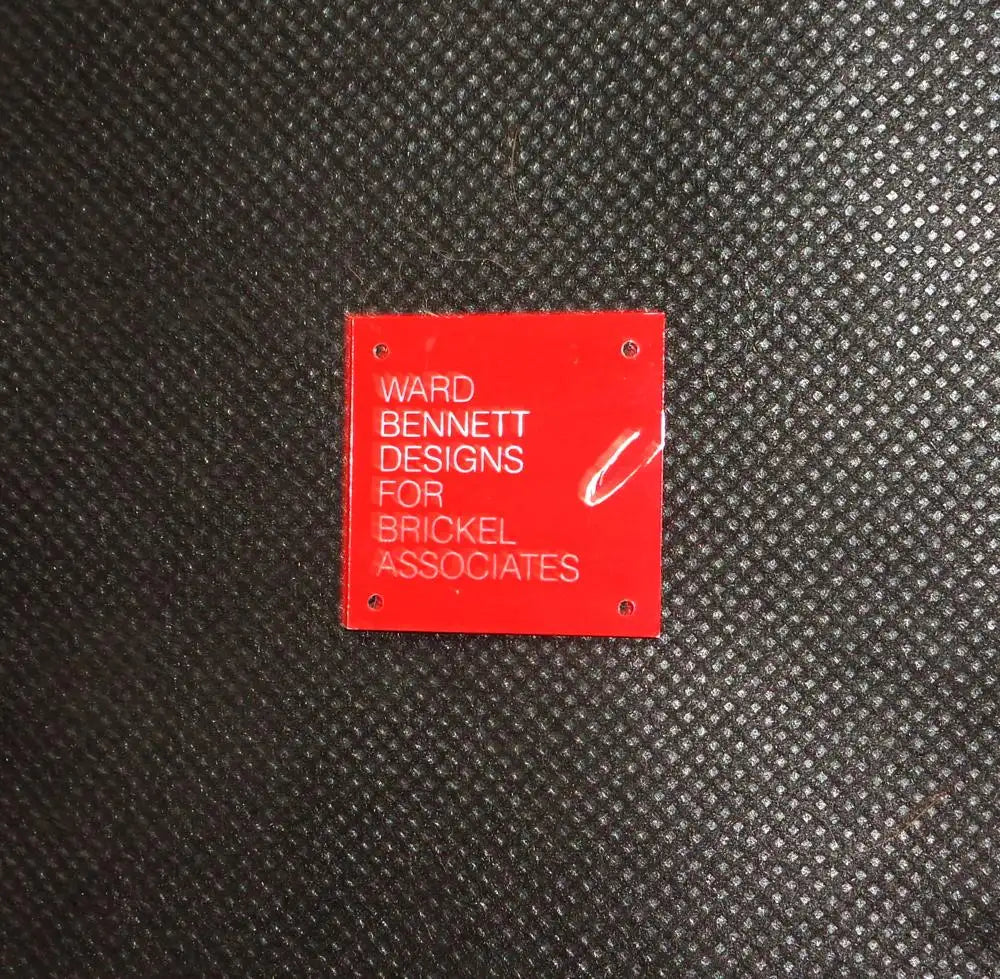 WARD
BENNETT
DESIGNS
FOR
BRICKEL
ASSOCIATES